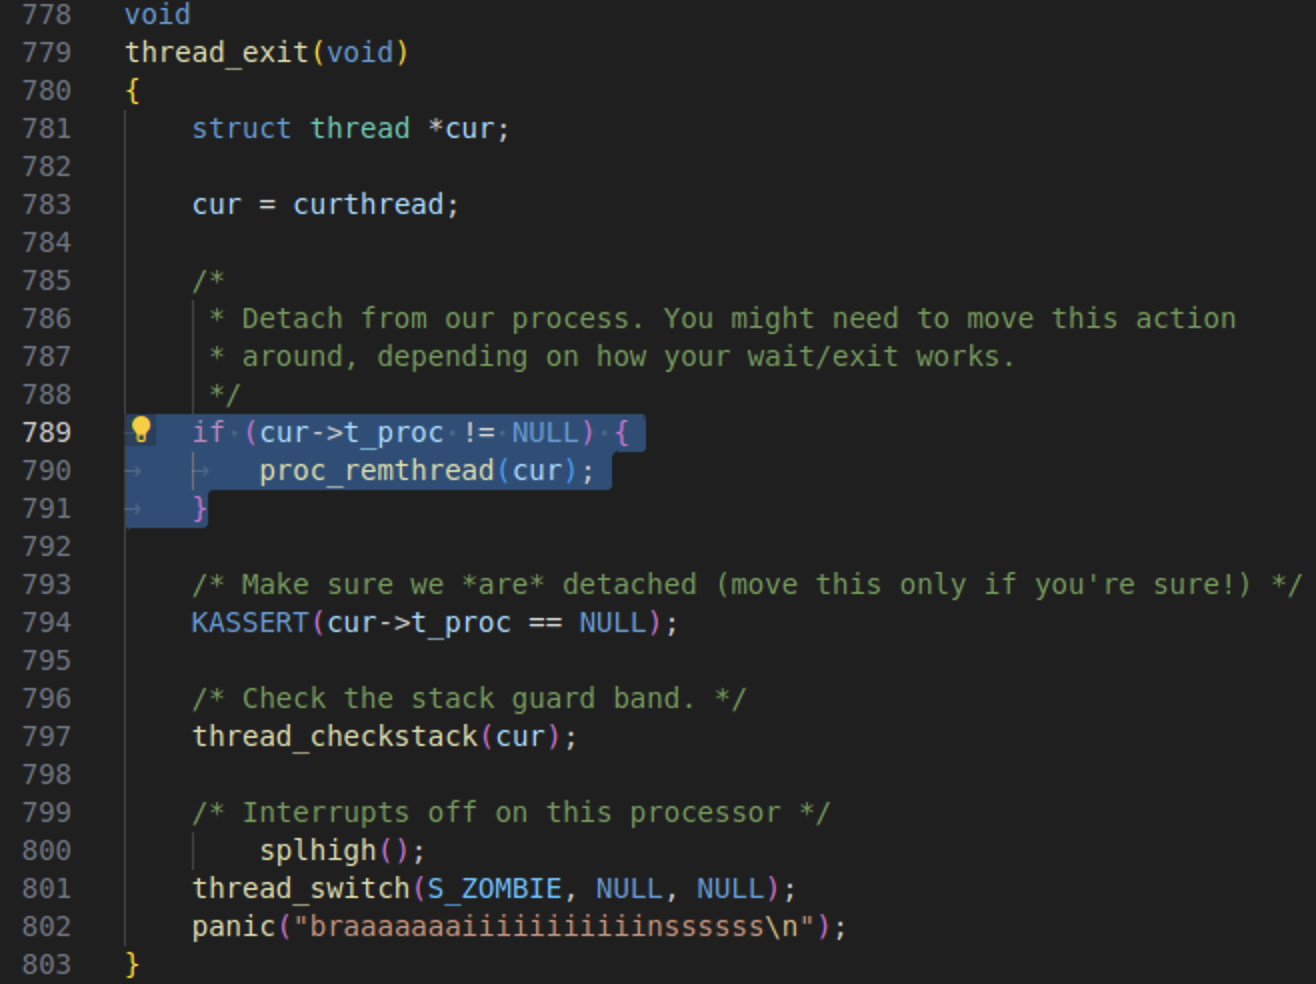 778 void
779 thread_exit(void)
780 {
781 struct thread *cur;
782
783 cur = curthread;
784
785 /*
786 * Detach from our process. You might need to move this action
787 * around, depending on how your wait/exit works.
788 */
789 if (cur->t_proc != NULL) {
790 proc_remthread(cur);
791 }
792
793 /* Make sure we *are* detached (move this only if you're sure!) */
794 KASSERT(cur->t_proc == NULL);
795
796 /* Check the stack guard band. */
797 thread_checkstack(cur);
798
799 /* Interrupts off on this processor */
800 splhigh();
801 thread_switch(S_ZOMBIE, NULL, NULL);
802 panic("braaaaaaaiiiiiiiiiiinssssss\n");
803 }